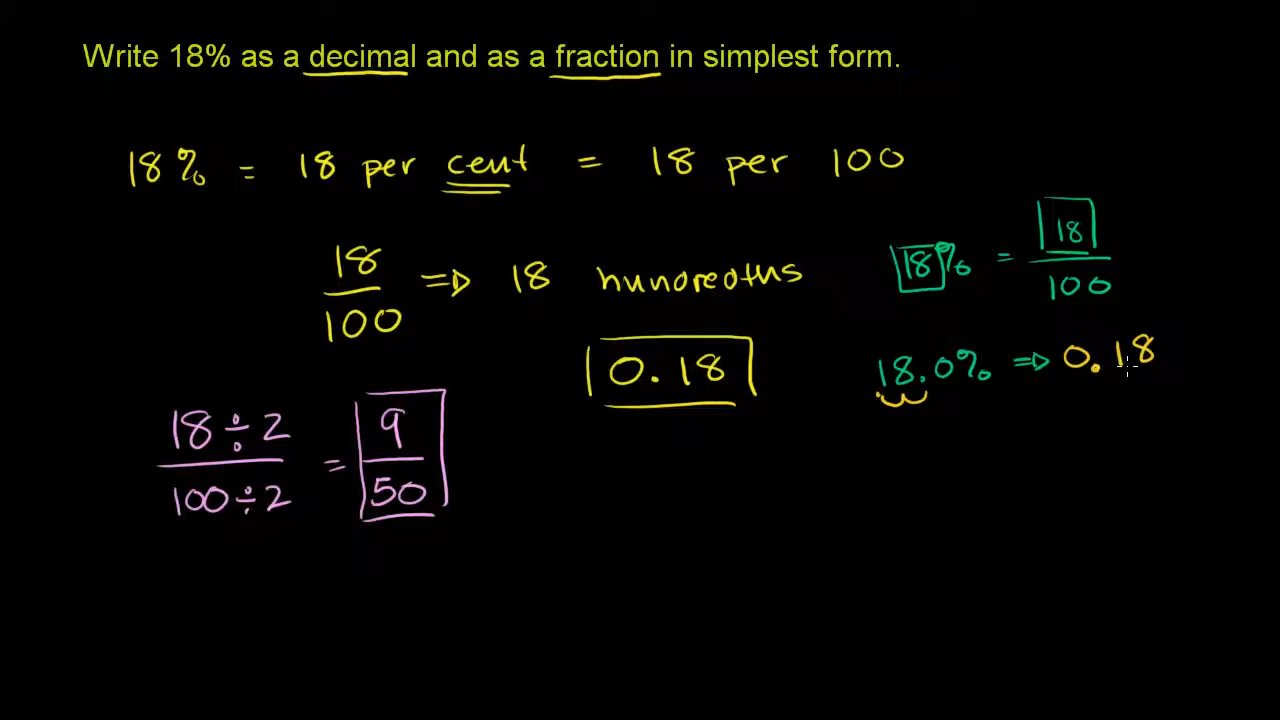 Write 18% as a decimal and as a fraction in simplest form.
18% = 18 per cent = 18 per 100
18/100 ⇒ 18 hundredths
0.18
18% = 18/100
18.0% ⇒ 0.18
18÷2/100÷2 = 9/50